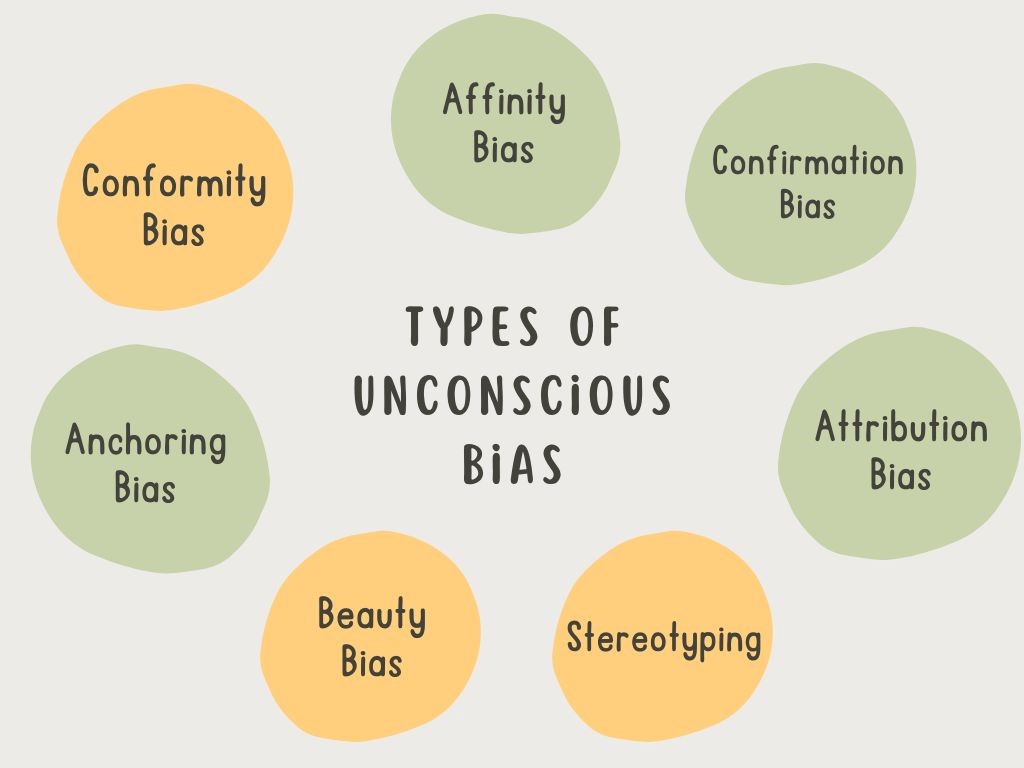 Affinity
Bias
Conformity
Bias
Confirmation
Bias
TYPES OF
UNCONSCiOUS
BiAS
Anchoring
Bias
Attribution
Bias
Beauty
Bias
Stereotyping